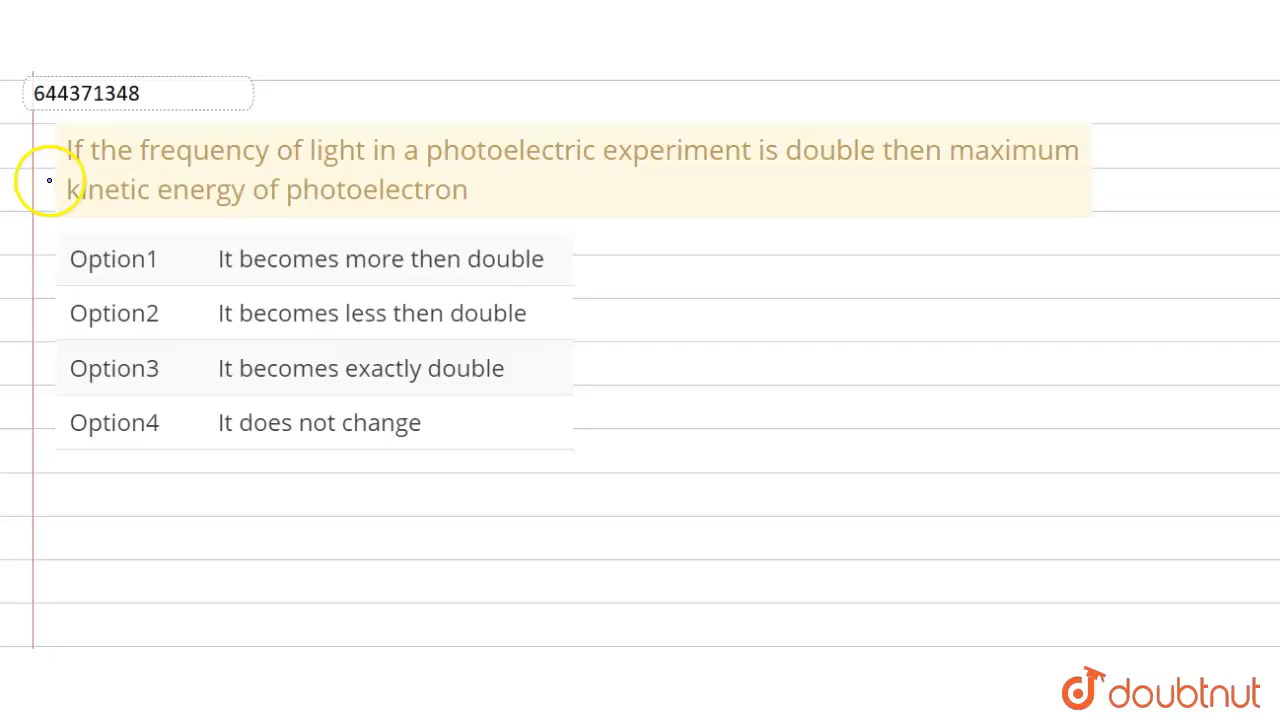 644371348
If the frequency of light in a photoelectric experiment is double then maximum
kinetic energy of photoelectron
Option1 It becomes more then double
Option2 It becomes less then double
Option3 It becomes exactly double
Option4 It does not change
doubtnut